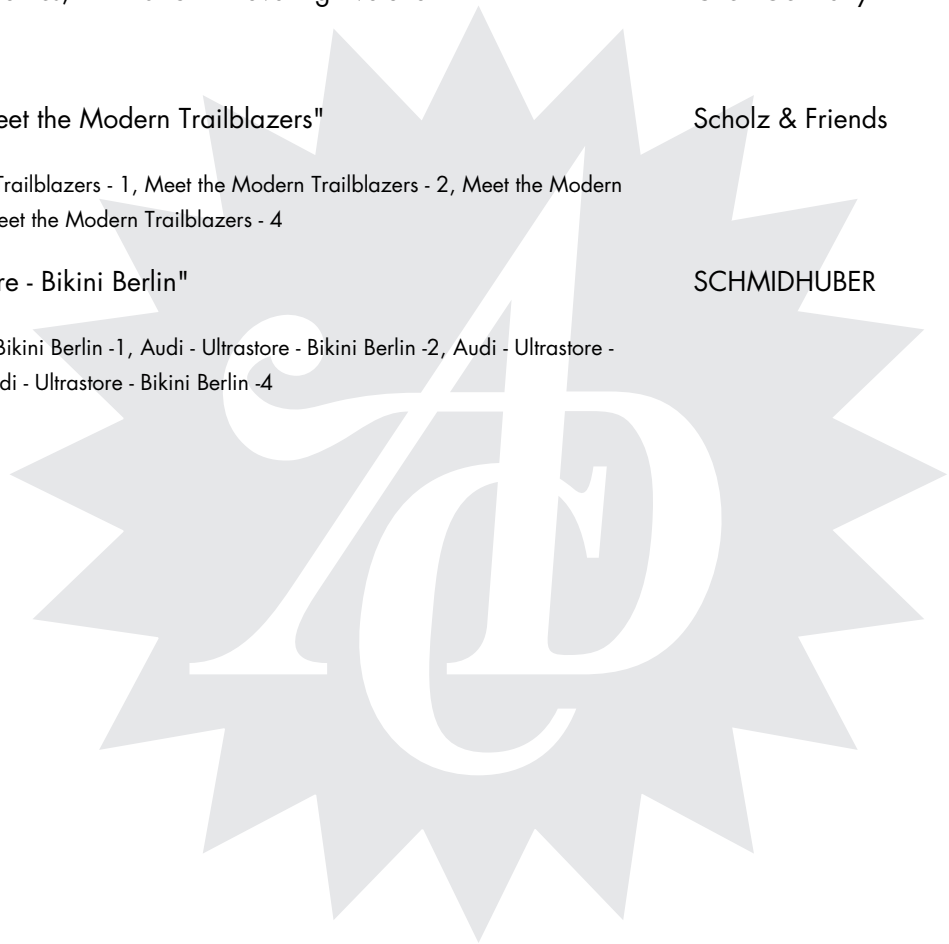 eet the Modern Trailblazers" Scholz & Friends
Trailblazers - 1, Meet the Modern Trailblazers - 2, Meet the Modern
eet the Modern Trailblazers - 4
re - Bikini Berlin" SCHMIDHUBER
Bikini Berlin -1, Audi - Ultrastore - Bikini Berlin -2, Audi - Ultrastore -
di - Ultrastore - Bikini Berlin -4
ADC